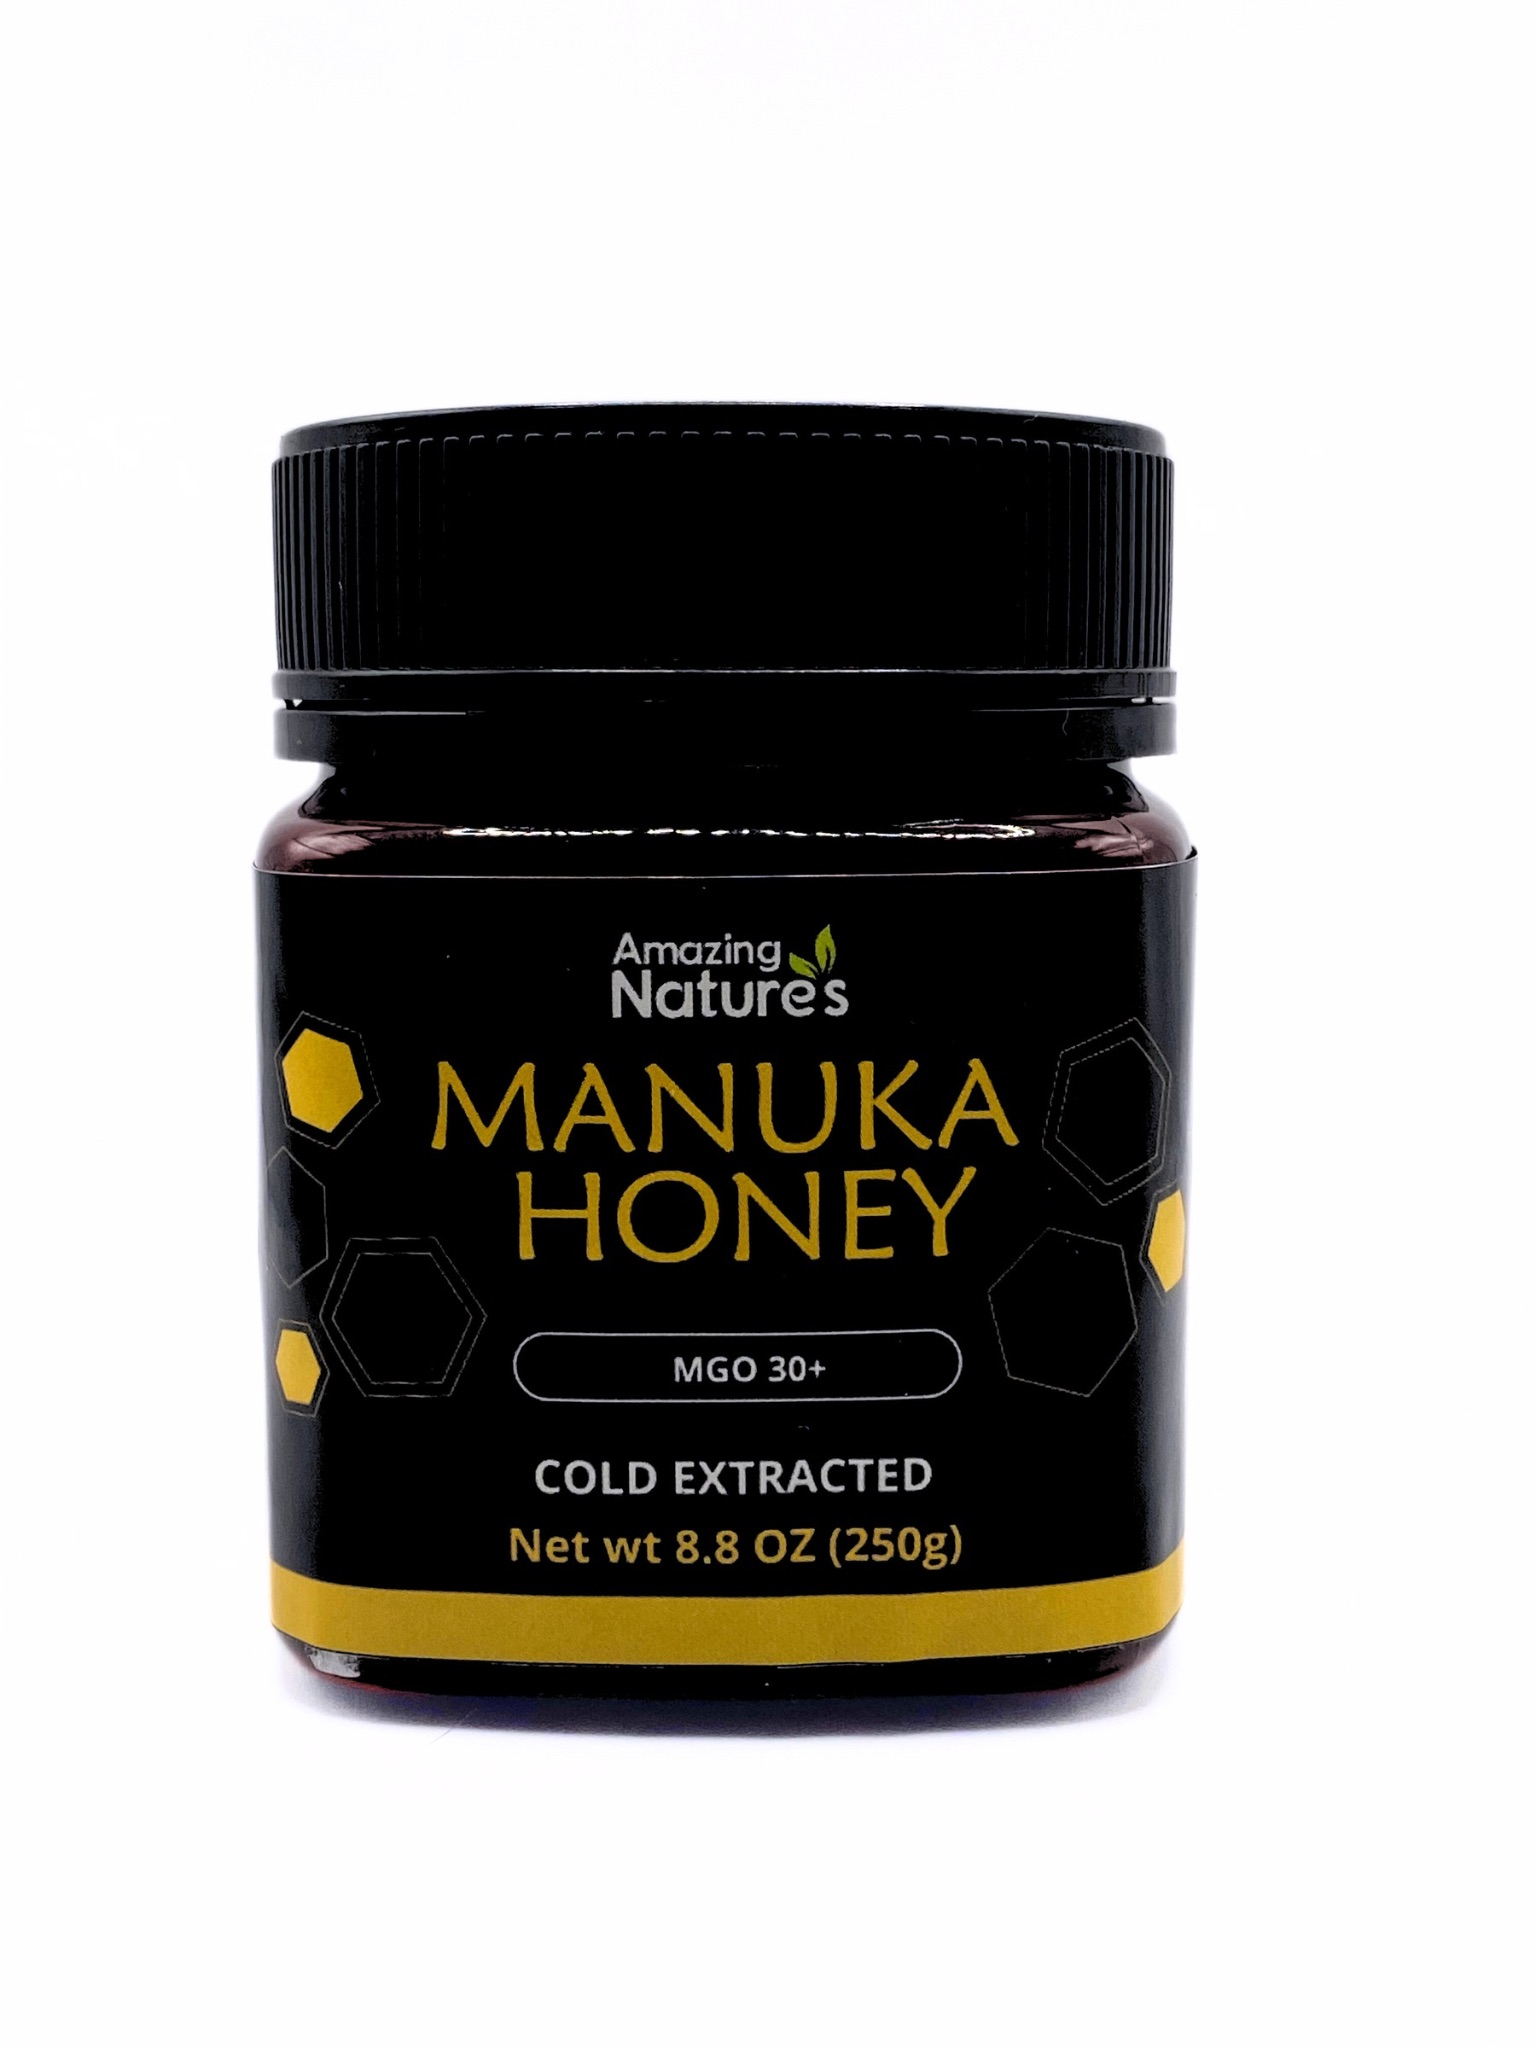 Amazing
Nature's
MANUKA
HONEY
MGO 30+
COLD EXTRACTED
Net wt 8.8 OZ (250g)